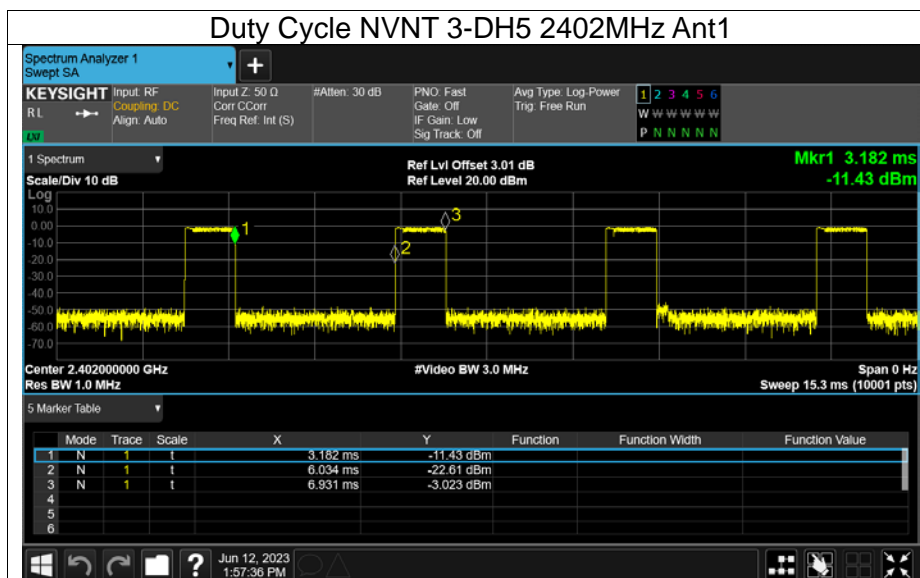 Duty Cycle NVNT 3-DH5 2402MHz Ant1
Spectrum Analyzer 1
Swept SA
+
KEYSIGHT Input: RF Input Z: 50 Ω #Atten: 30 dB PNO: Fast Avg Type: Log-Power 1 2 3 4 5 6
RL Coupling: DC Corr CCorr Gate: Off Trig: Free Run W W W W W W
Align: Auto Freq Ref: Int (S) IF Gain: Low
LXI Sig Track: Off P N N N N N
1 Spectrum Ref Lvl Offset 3.01 dB Mkr1 3.182 ms
Scale/Div 10 dB Ref Level 20.00 dBm -11.43 dBm
Log
10.0
0.00
-10.0
-20.0
-30.0
-40.0
-50.0
-60.0
-70.0
1
2
3
Center 2.402000000 GHz #Video BW 3.0 MHz Span 0 Hz
Res BW 1.0 MHz Sweep 15.3 ms (10001 pts)
5 Marker Table
Mode Trace Scale X Y Function Function Width Function Value
1 N 1 t 3.182 ms -11.43 dBm
2 N 1 t 6.034 ms -22.61 dBm
3 N 1 t 6.931 ms -3.023 dBm
4
5
6
? Jun 12, 2023
1:57:36 PM